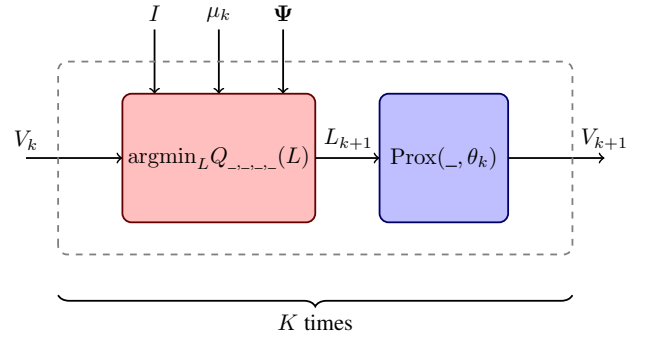 I μ_k Ψ
V_k argmin_L Q_{_,_,_,_}(L) L_{k+1} Prox(_, θ_k) V_{k+1}
K times